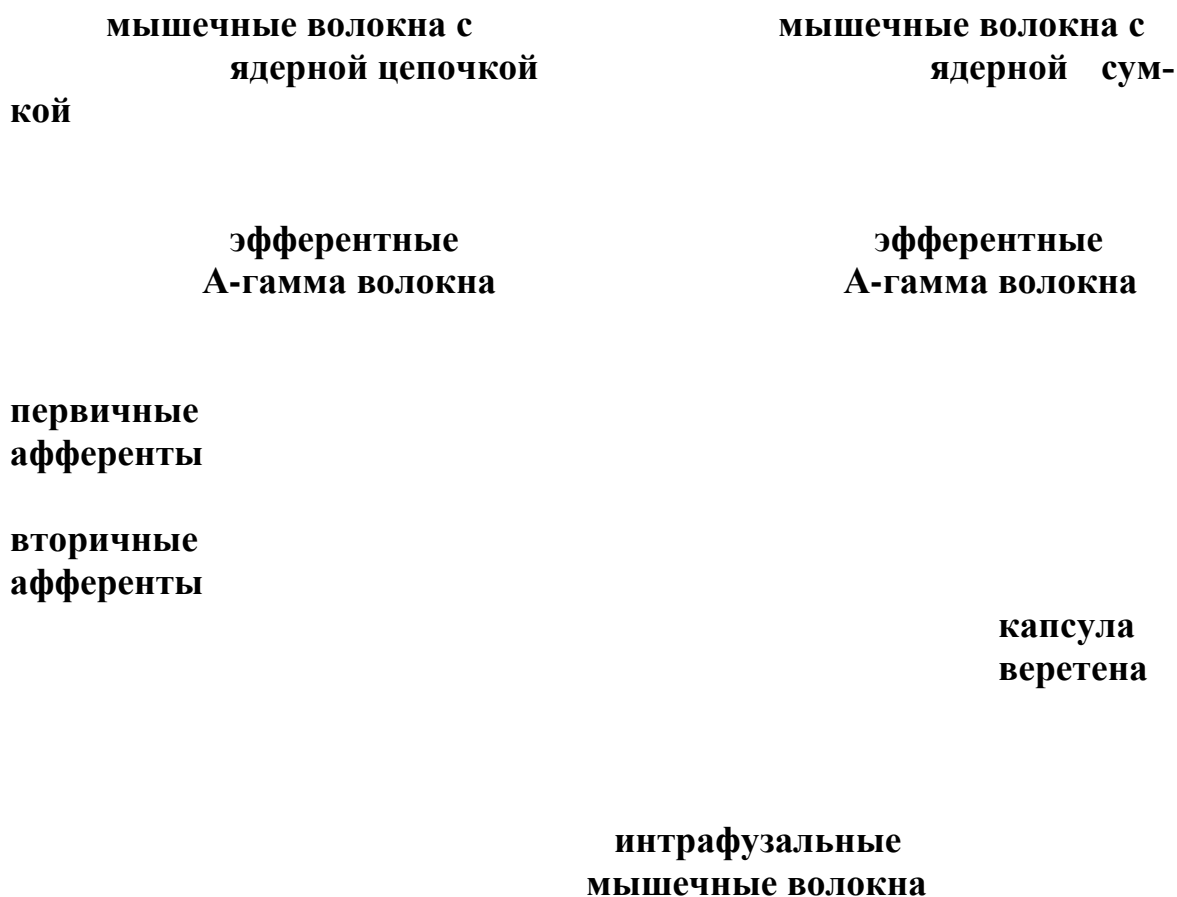 мышечные волокна с мышечные волокна с
ядерной цепочкой ядерной сум-
кой
эфферентные эфферентные
А-гамма волокна А-гамма волокна
первичные
афференты
вторичные
афференты
капсула
веретена
интрафузальные
мышечные волокна